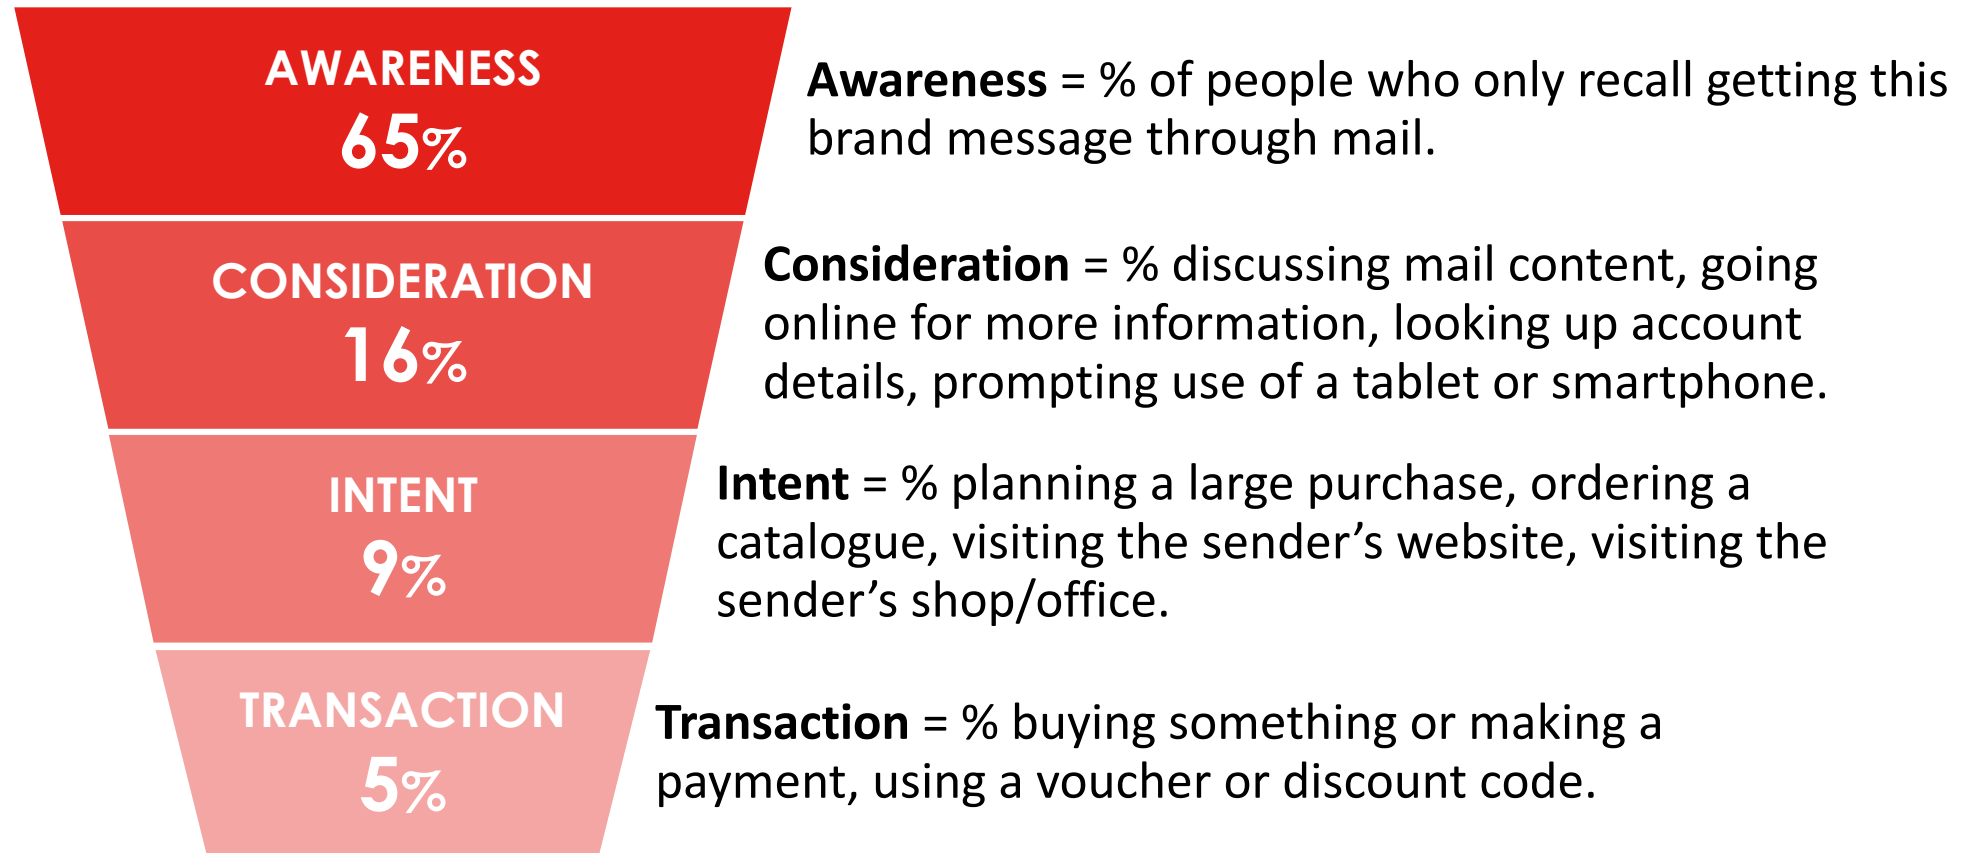 AWARENESS
65%
Awareness = % of people who only recall getting this
brand message through mail.
CONSIDERATION
16%
Consideration = % discussing mail content, going
online for more information, looking up account
details, prompting use of a tablet or smartphone.
INTENT
9%
Intent = % planning a large purchase, ordering a
catalogue, visiting the sender’s website, visiting the
sender’s shop/office.
TRANSACTION
5%
Transaction = % buying something or making a
payment, using a voucher or discount code.